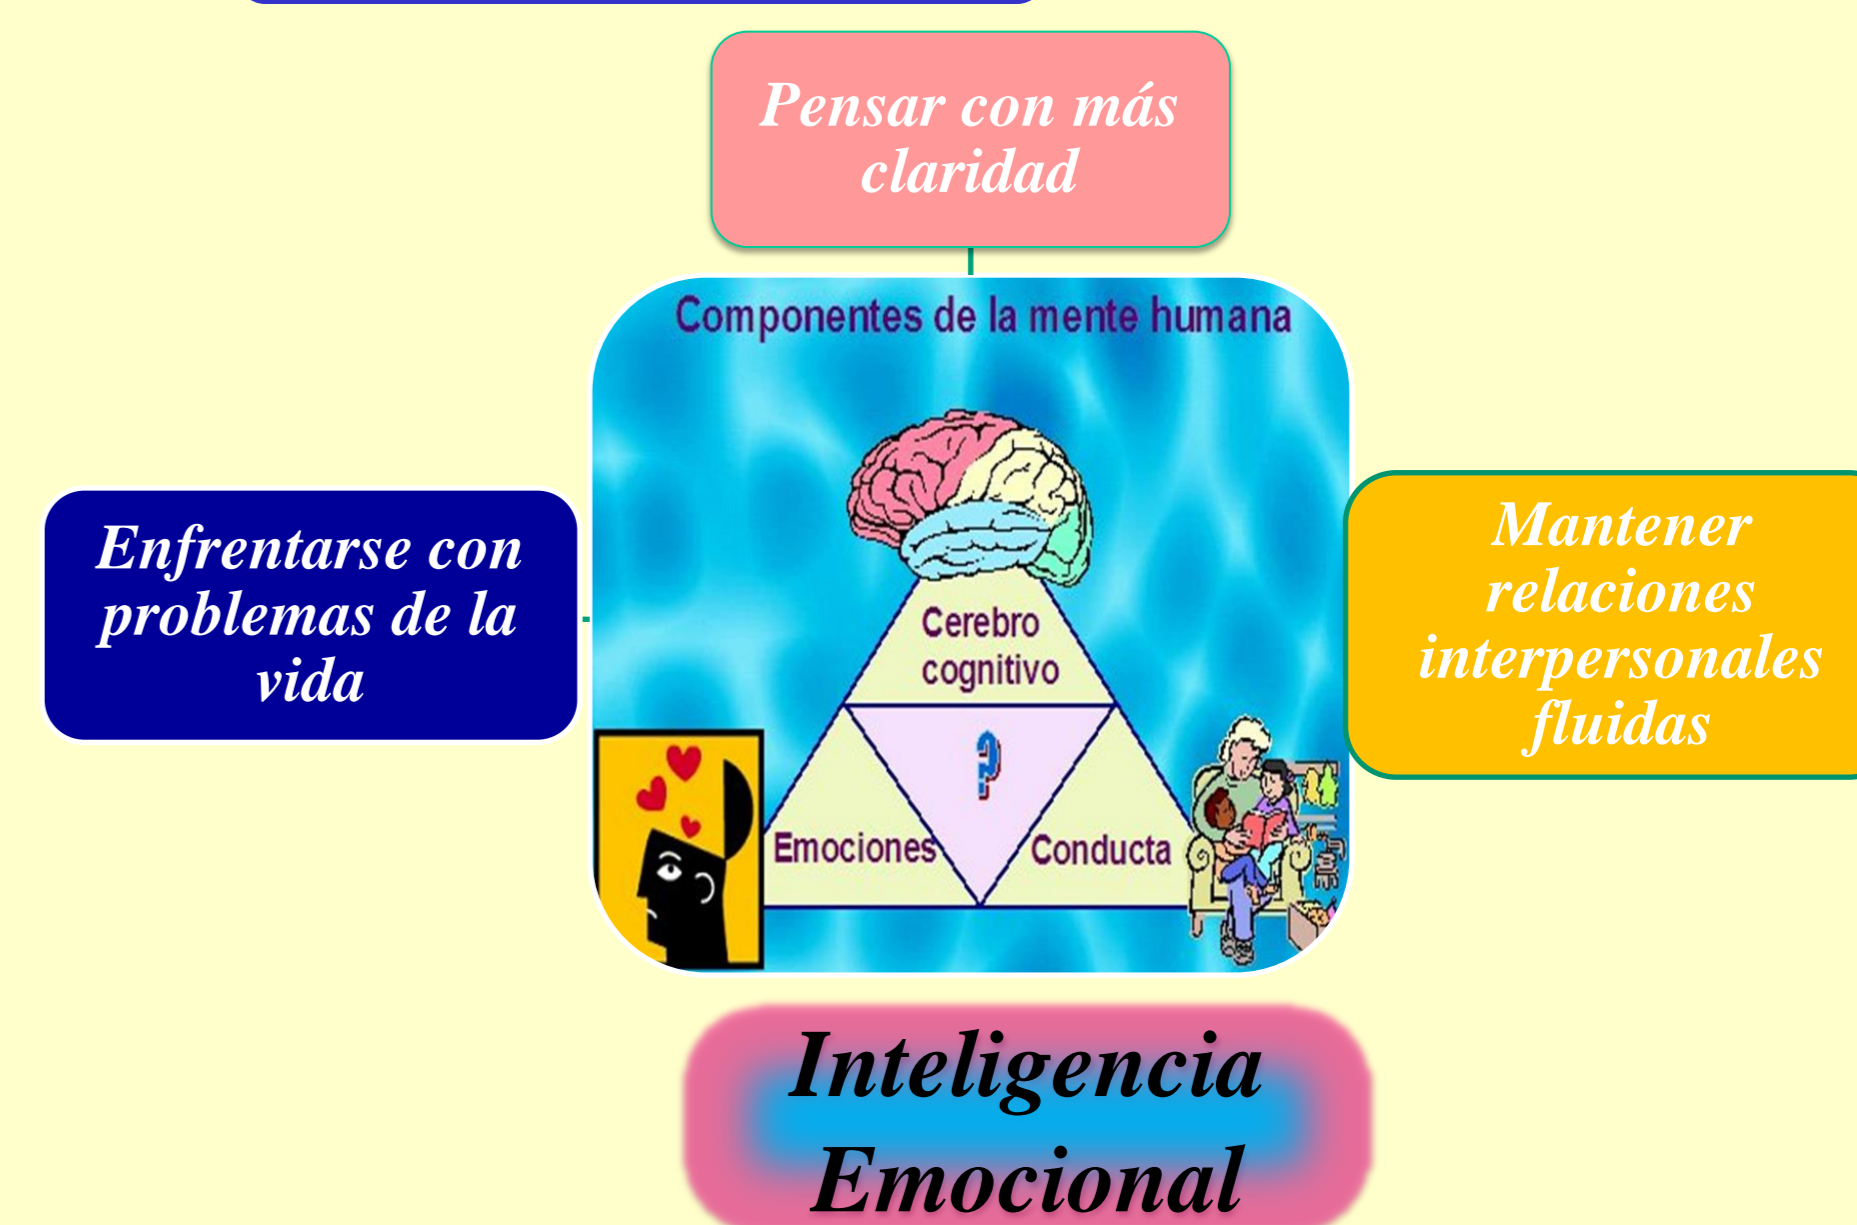 Pensar con más
claridad
Componentes de la mente humana
Enfrentarse con
problemas de la
vida
Cerebro
cognitivo
?
Emociones
Conducta
Mantener
relaciones
interpersonales
fluidas
Inteligencia
Emocional